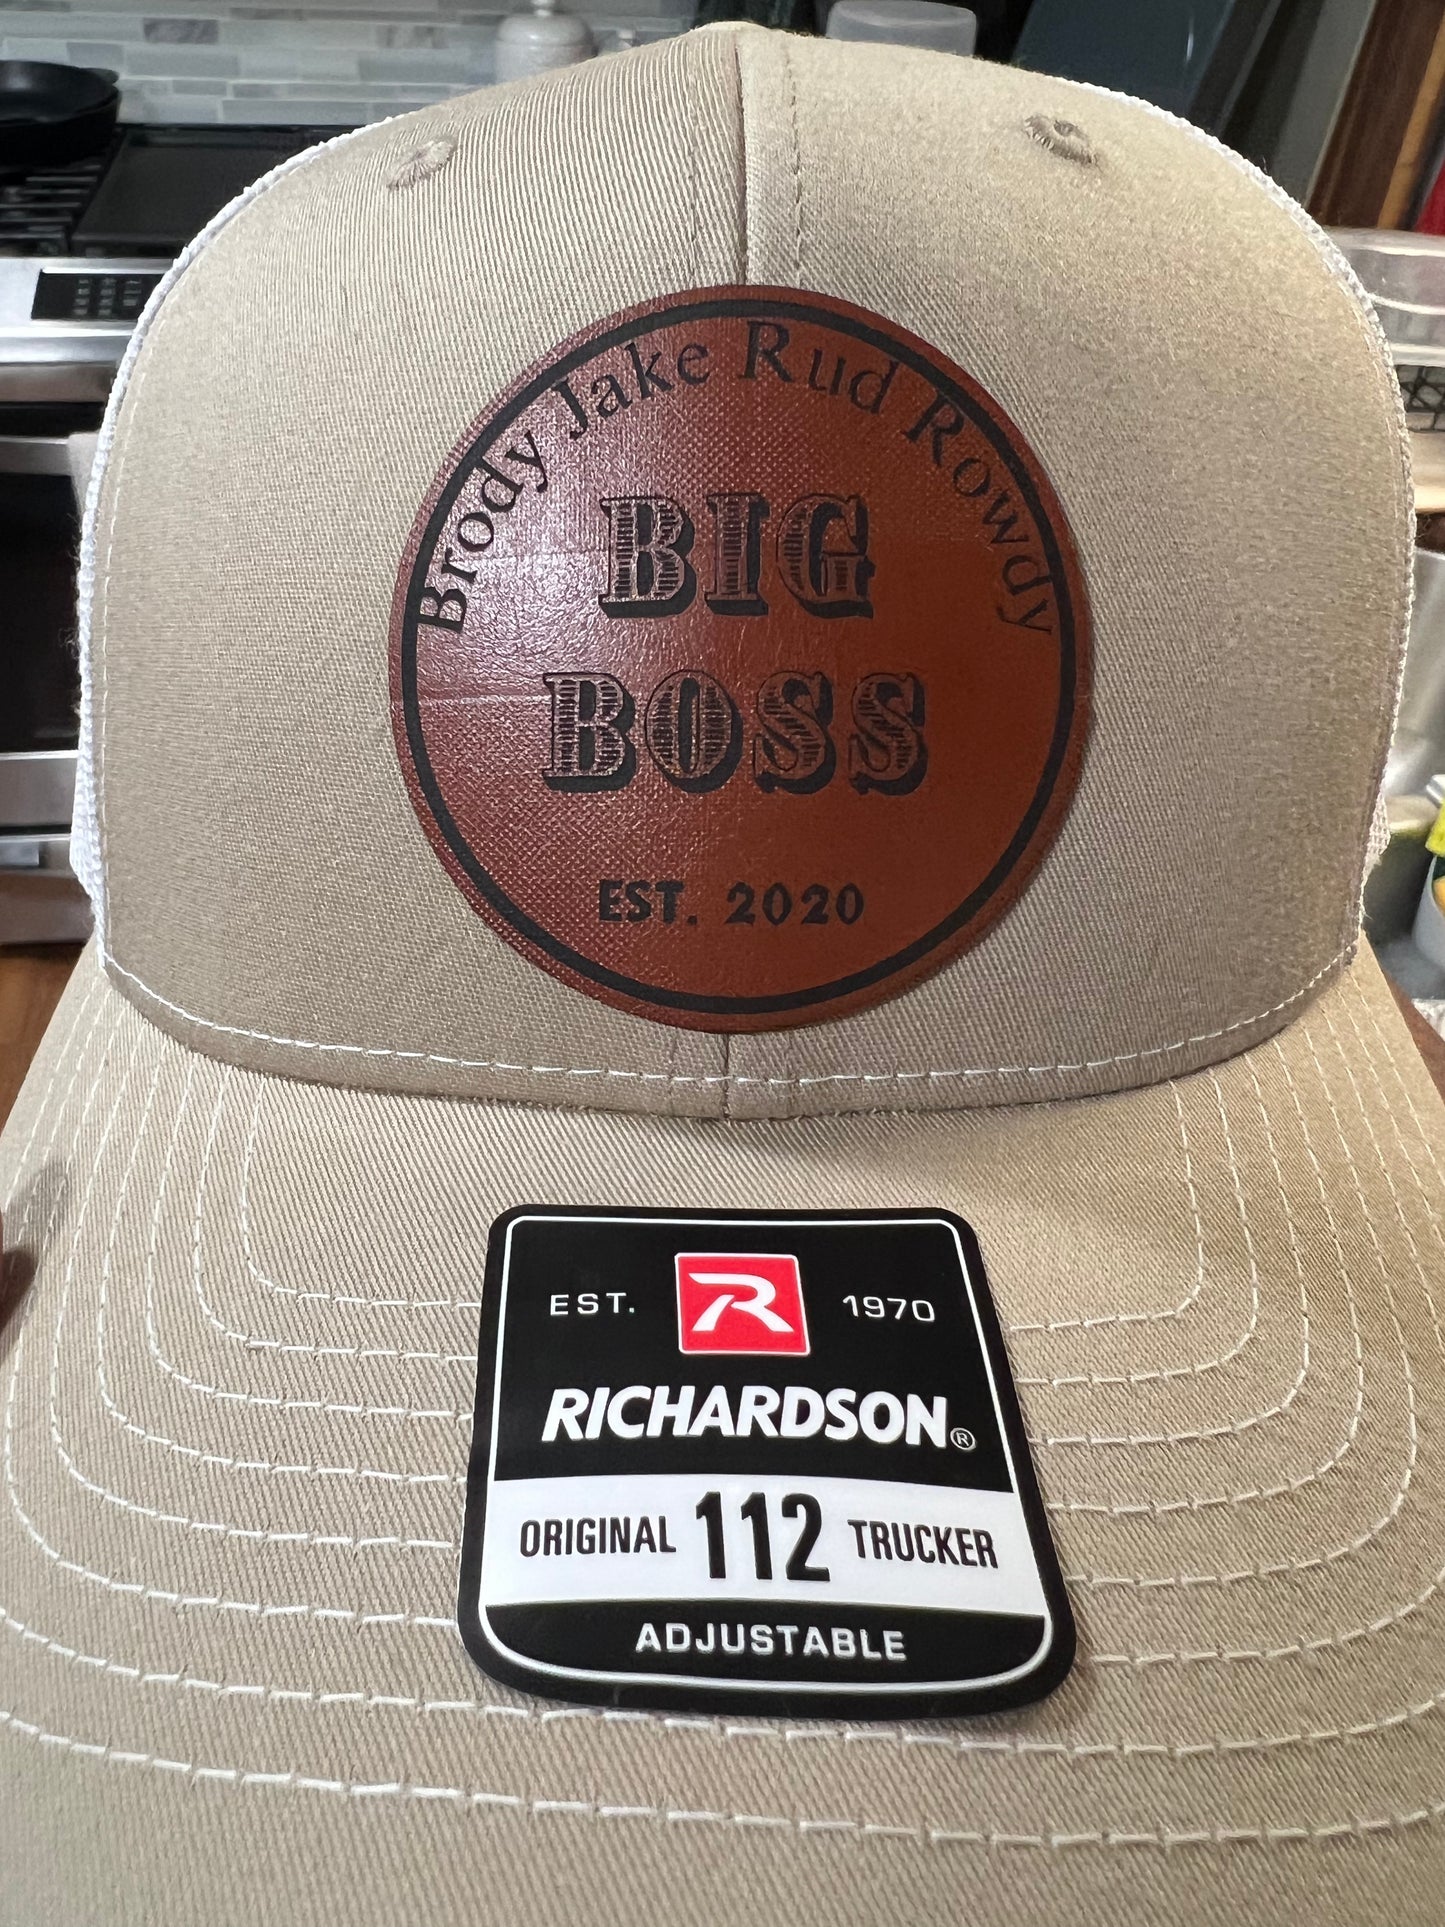 Brody Jake Rud Rowdy
BIG
BOSS
EST. 2020
EST. R 1970
RICHARDSON®
ORIGINAL 112 TRUCKER
ADJUSTABLE